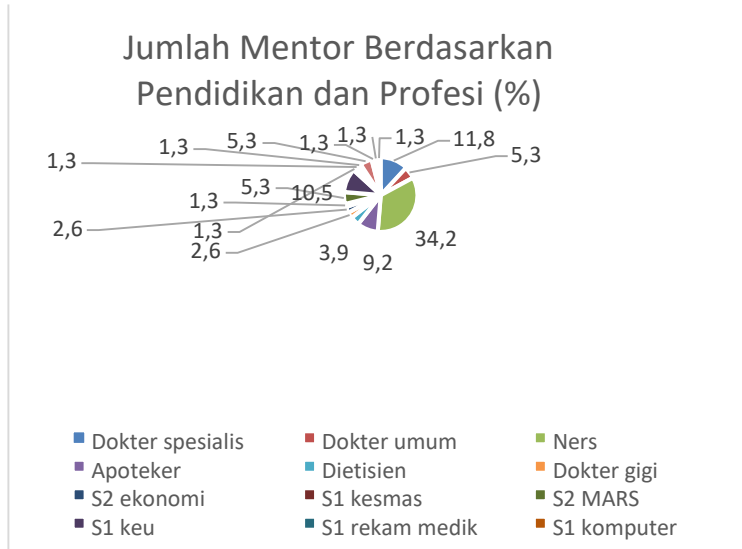 Jumlah Mentor Berdasarkan
Pendidikan dan Profesi (%)
1,3
1,3
5,3
1,3
1,3
1,3
11,8
5,3
5,3
10,5
1,3
2,6
1,3
2,6
3,9
9,2
34,2
Dokter spesialis
Dokter umum
Ners
Apoteker
Dietisien
Dokter gigi
S2 ekonomi
S1 kesmas
S2 MARS
S1 keu
S1 rekam medik
S1 komputer